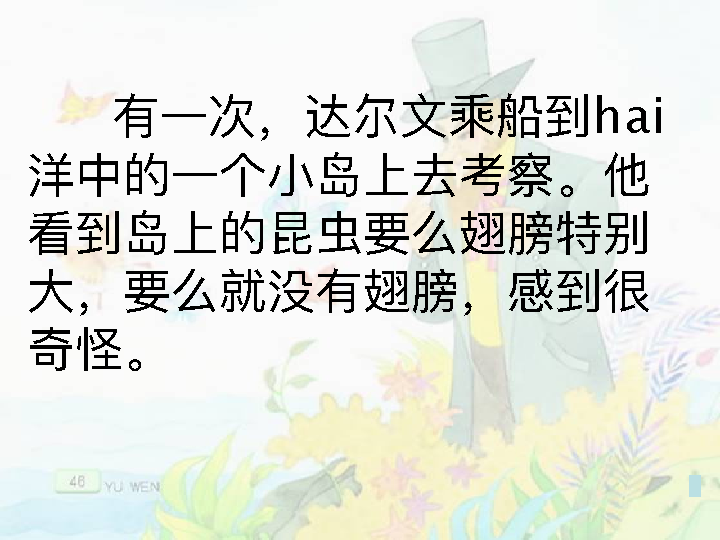 有一次，达尔文乘船到hai
洋中的一个小岛上去考察。他
看到岛上的昆虫要么翅膀特别
大，要么就没有翅膀，感到很
奇怪。
46 YU WEN